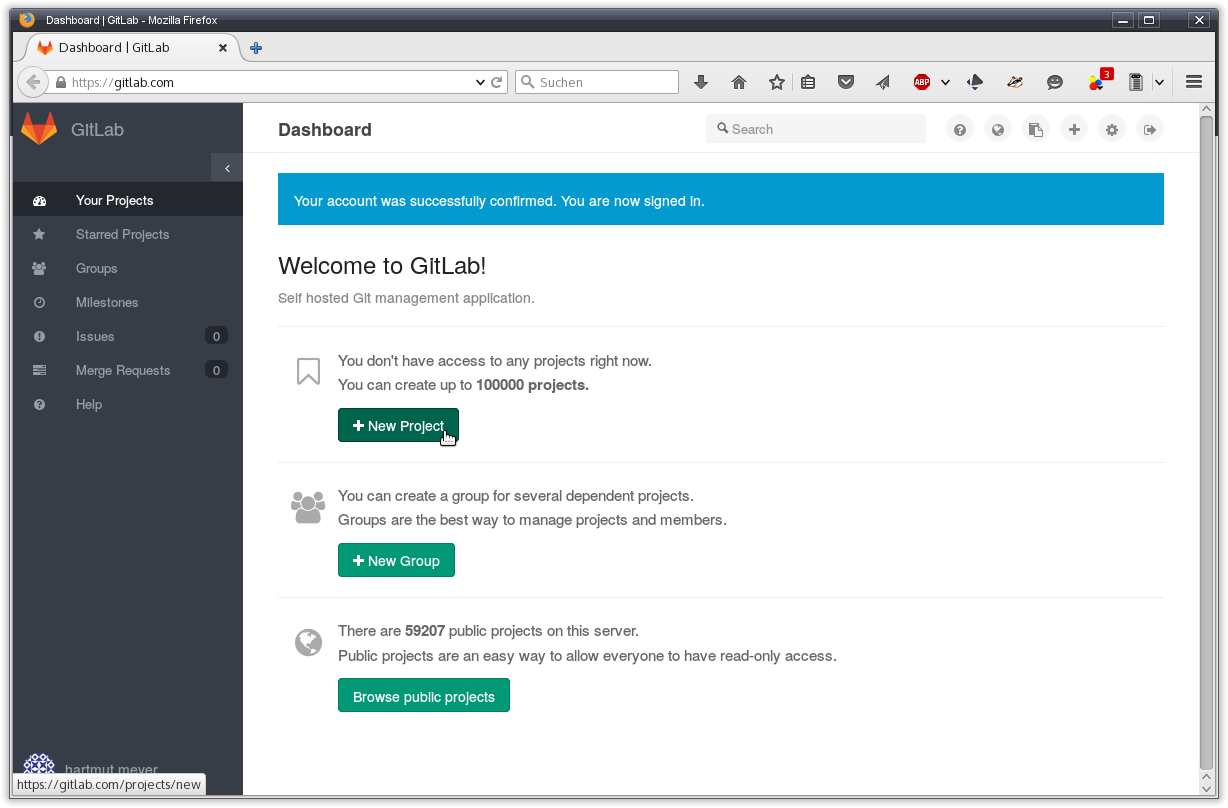 Dashboard | GitLab - Mozilla Firefox
Dashboard | GitLab
https://gitlab.com
Suchen
ABP
3
GitLab
Dashboard
Search
Your Projects
Starred Projects
Groups
Milestones
Issues 0
Merge Requests 0
Help
Your account was successfully confirmed. You are now signed in.
Welcome to GitLab!
Self hosted Git management application.
You don't have access to any projects right now.
You can create up to 100000 projects.
New Project
You can create a group for several dependent projects.
Groups are the best way to manage projects and members.
New Group
There are 59207 public projects on this server.
Public projects are an easy way to allow everyone to have read-only access.
Browse public projects
hartmut meyer
https://gitlab.com/projects/new